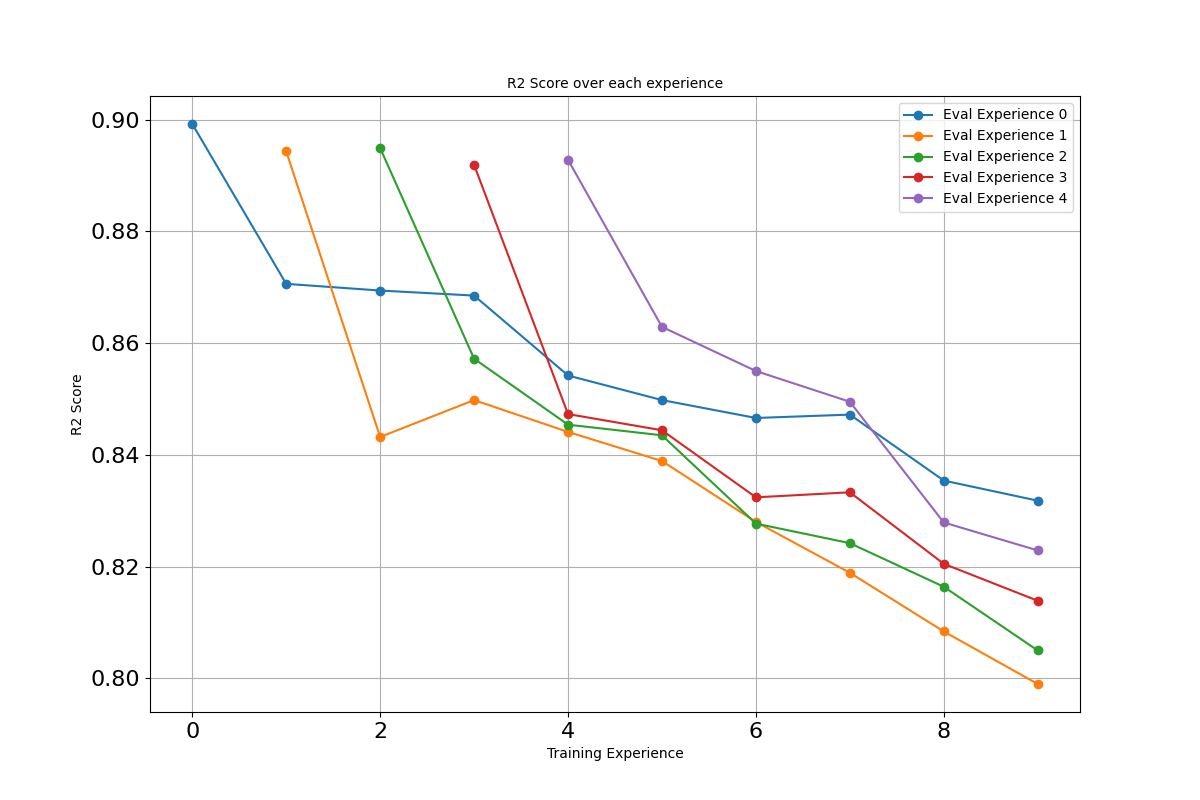 R2 Score over each experience
Eval Experience 0
Eval Experience 1
Eval Experience 2
Eval Experience 3
Eval Experience 4
0.90
0.88
0.86
0.84
0.82
0.80
R2 Score
0 2 4 6 8
Training Experience